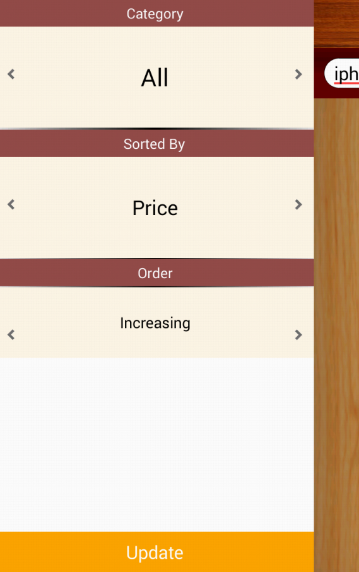 Category
All
Sorted By
Price
Order
Increasing
Update
iph